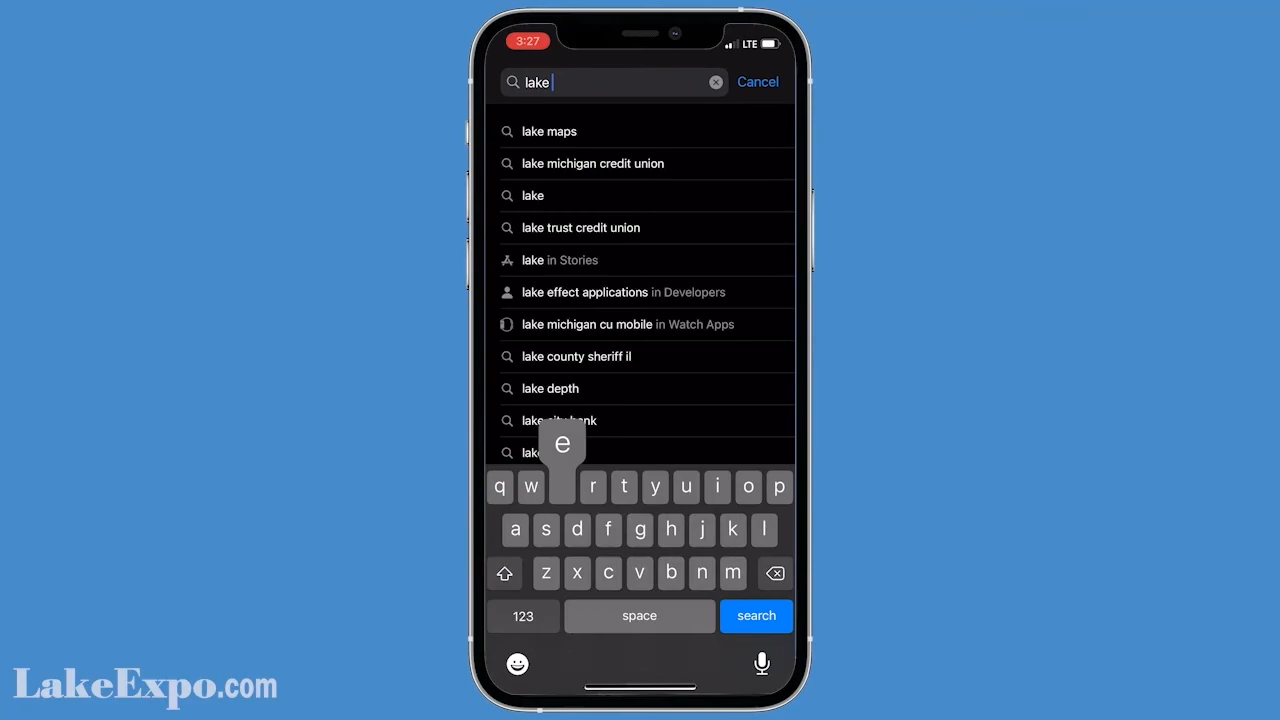 3:27
LTE
lake
Cancel
lake maps
lake michigan credit union
lake
lake trust credit union
lake in Stories
lake effect applications in Developers
lake michigan cu mobile in Watch Apps
lake county sheriff il
lake depth
lake city bank
e
q w r t y u i o p
a s d f g h j k l
z x c v b n m
123 space search
LakeExpo.com